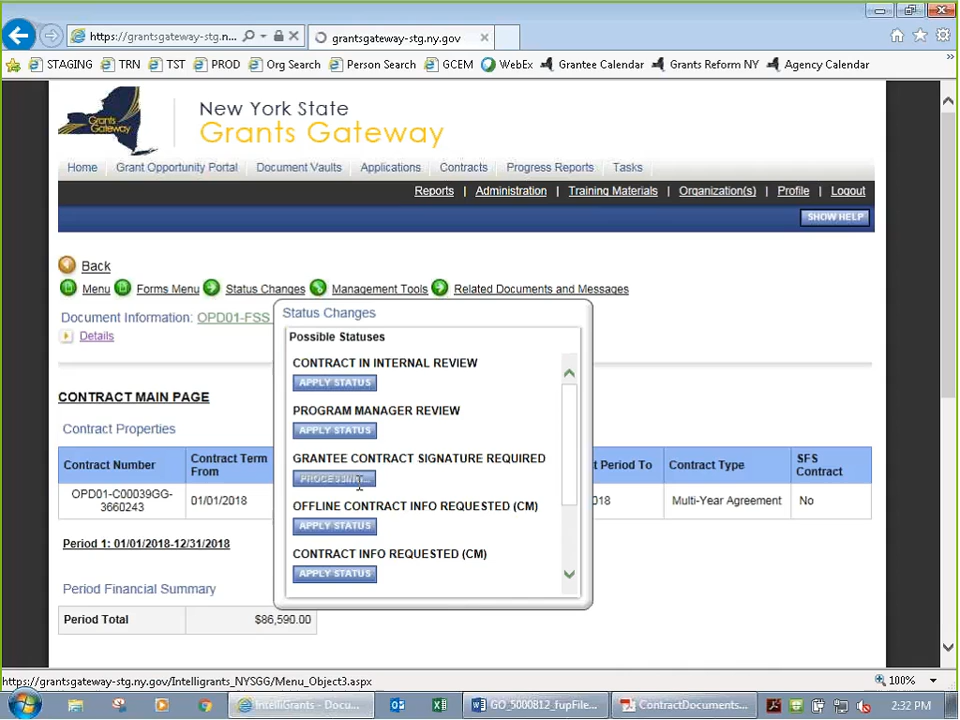 https://grantsgateway-stg.ny.g...
grantsgateway-stg.ny.gov
STAGING TRN TST PROD Org Search Person Search GCEM WebEx Grantee Calendar Grants Reform NY Agency Calendar
Grants Gateway
New York State
Grants Gateway
Home Grant Opportunity Portal Document Vaults Applications Contracts Progress Reports Tasks
Reports | Administration | Training Materials | Organization(s) | Profile | Logout
SHOW HELP
Back
Menu Forms Menu Status Changes Management Tools Related Documents and Messages
Document Information: OPD01-FSS
Details
Status Changes
Possible Statuses
CONTRACT IN INTERNAL REVIEW
APPLY STATUS
PROGRAM MANAGER REVIEW
APPLY STATUS
GRANTEE CONTRACT SIGNATURE REQUIRED
PROCESSING...
OFFLINE CONTRACT INFO REQUESTED (CM)
APPLY STATUS
CONTRACT INFO REQUESTED (CM)
APPLY STATUS
CONTRACT MAIN PAGE
Contract Properties
Contract Number Contract Term From t Period To Contract Type SFS Contract
OPD01-C00039GG-3660243 01/01/2018 018 Multi-Year Agreement No
Period 1: 01/01/2018-12/31/2018
Period Financial Summary
Period Total $86,590.00
https://grantsgateway-stg.ny.gov/Intelligrants_NYSGG/Menu_Object3.aspx
100%
IntelliGrants - Docu... GO_5000812_fupFile... ContractDocuments... 2:32 PM